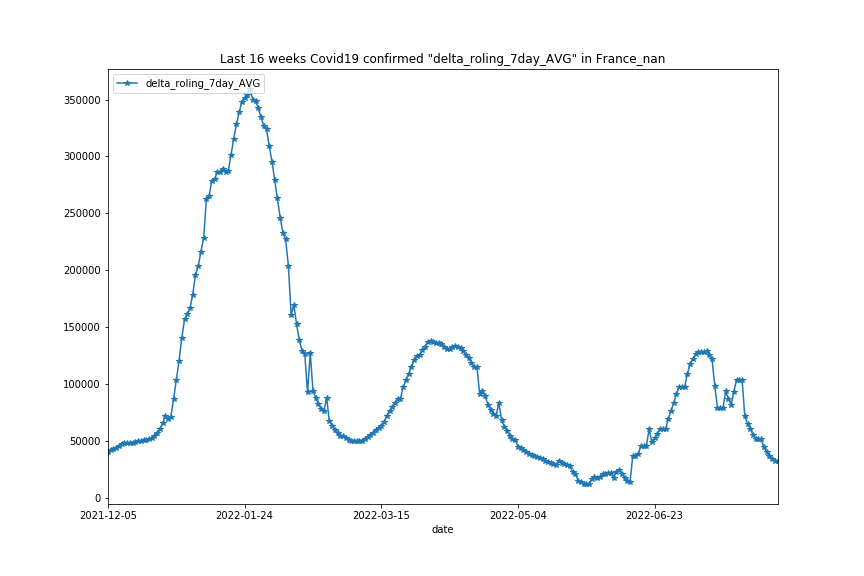 Last 16 weeks Covid19 confirmed "delta_roling_7day_AVG" in France_nan
delta_roling_7day_AVG
350000
300000
250000
200000
150000
100000
50000
0
2021-12-05 2022-01-24 2022-03-15 2022-05-04 2022-06-23
date